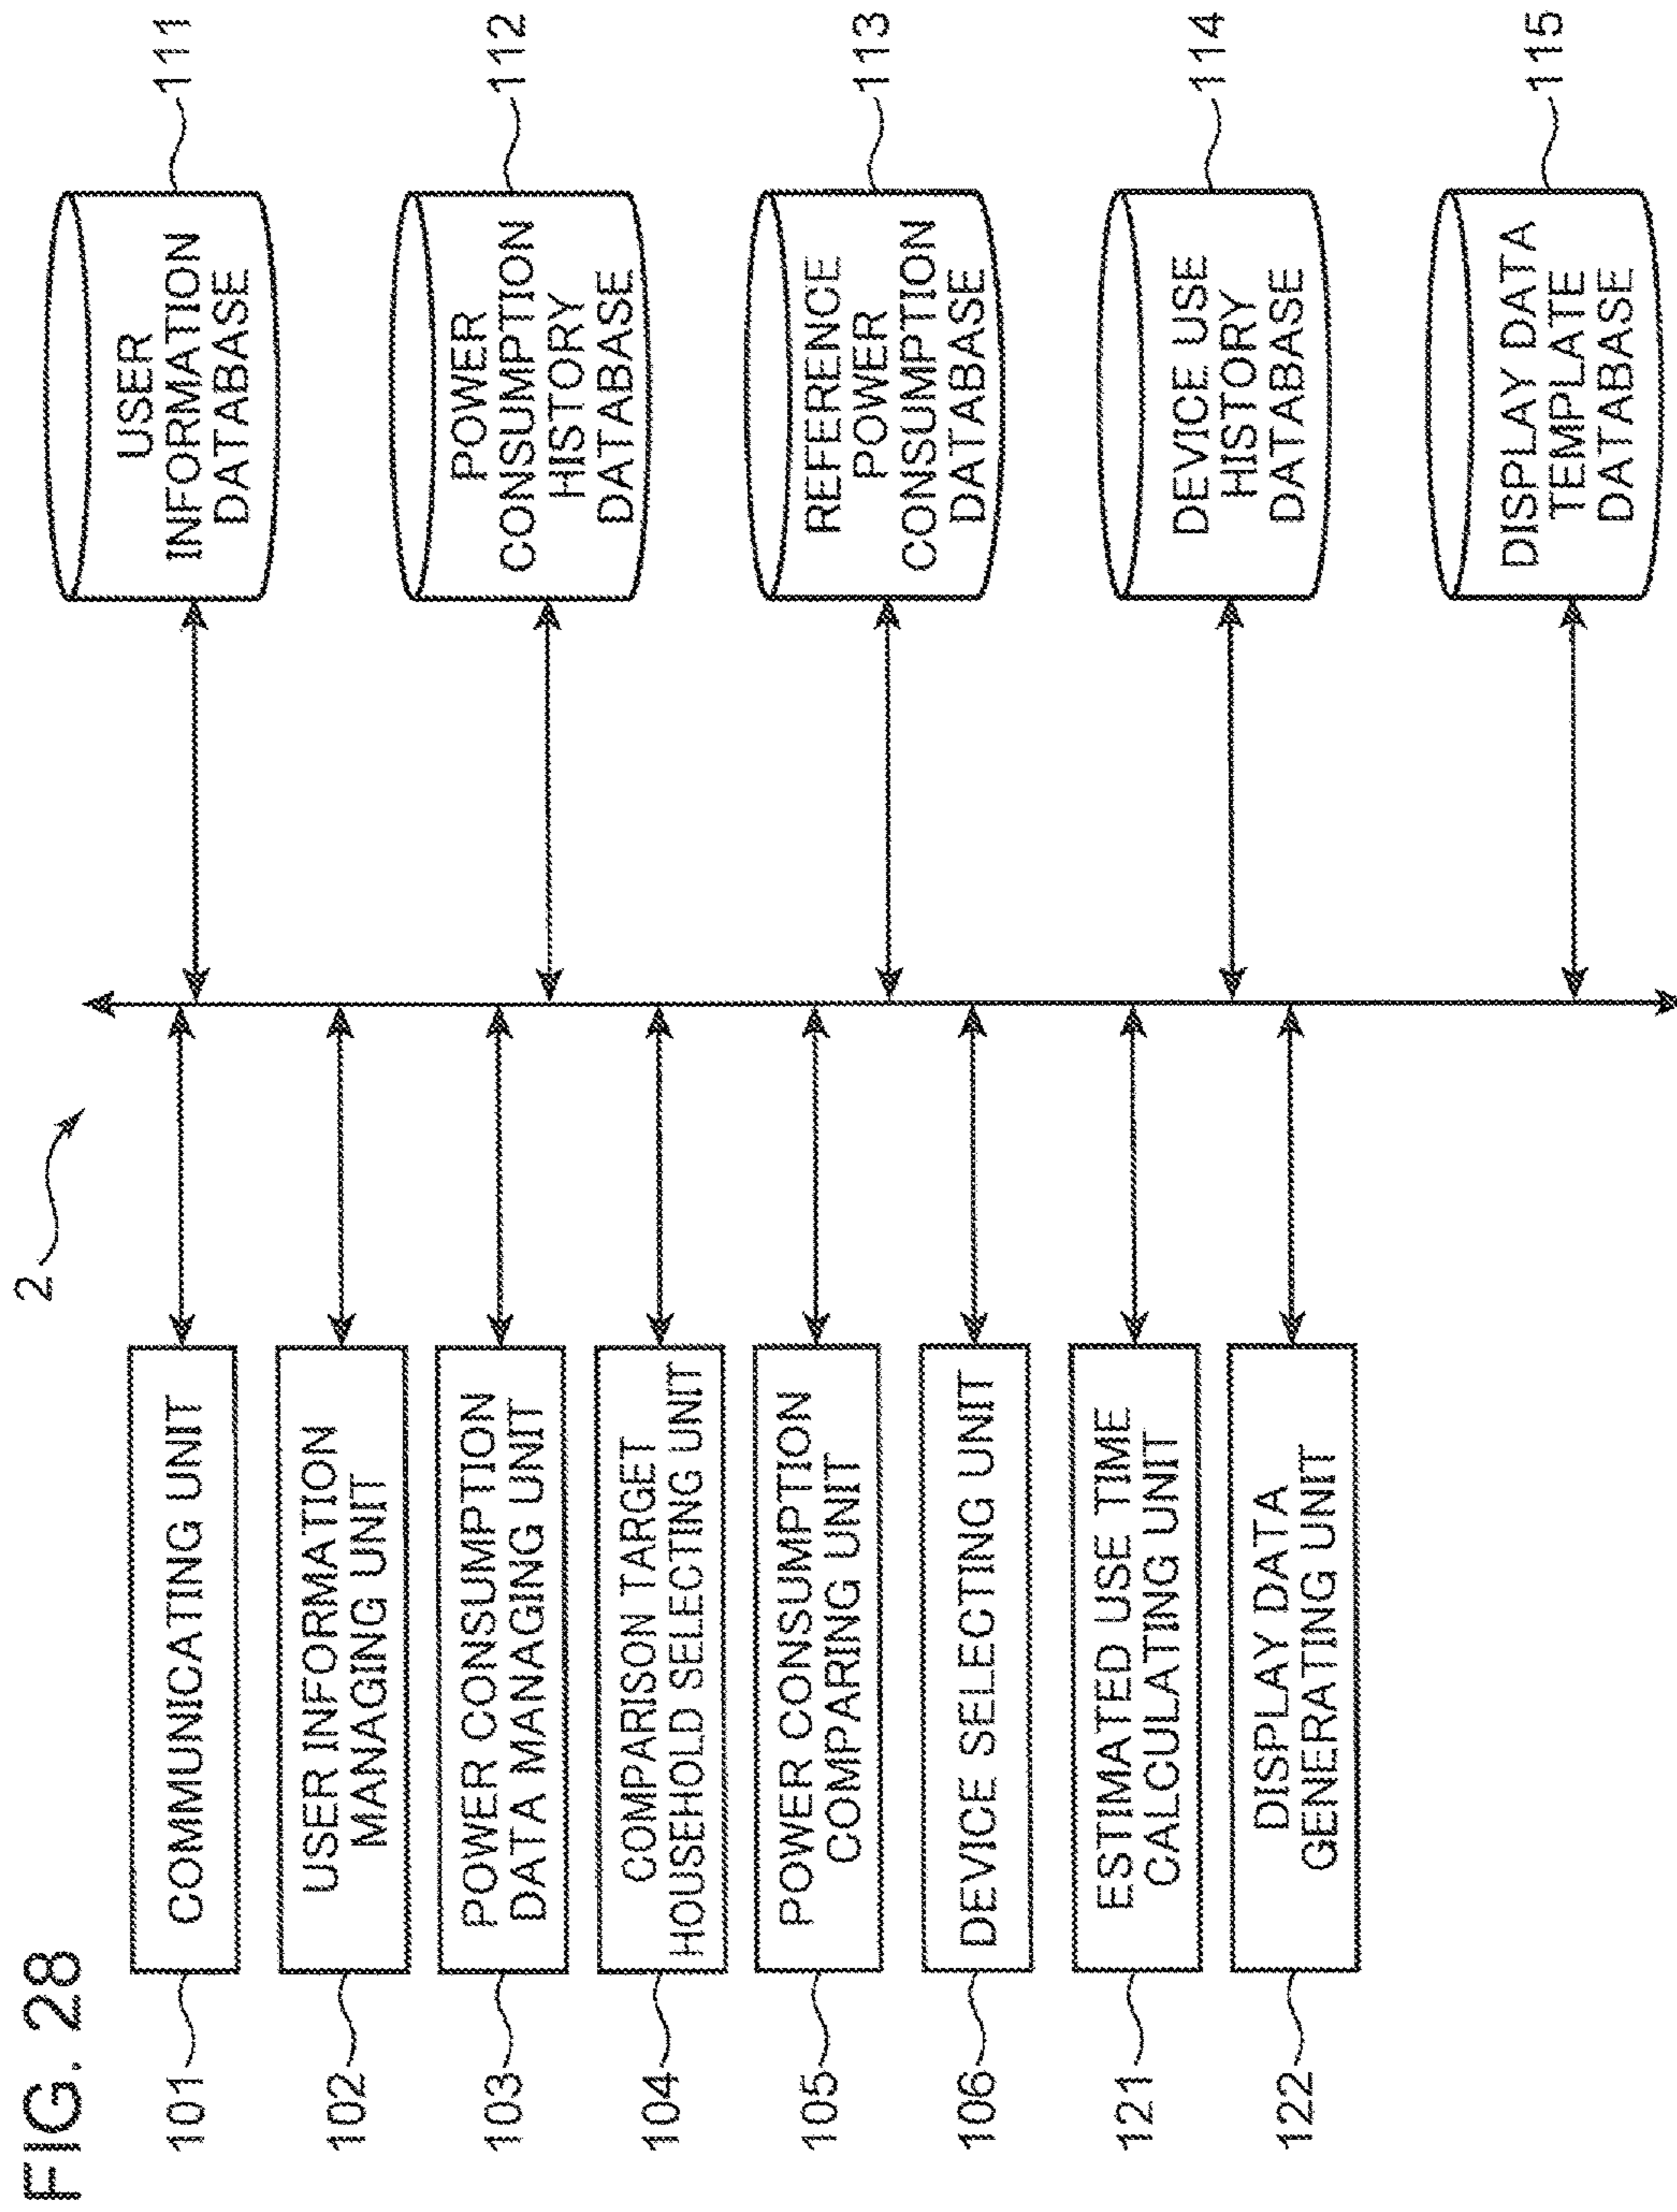 FIG. 28
2
101
COMMUNICATING UNIT
102
USER INFORMATION
MANAGING UNIT
103
POWER CONSUMPTION
DATA MANAGING UNIT
104
COMPARISON TARGET
HOUSEHOLD SELECTING UNIT
105
POWER CONSUMPTION
COMPARING UNIT
106
DEVICE SELECTING UNIT
121
ESTIMATED USE TIME
CALCULATING UNIT
122
DISPLAY DATA
GENERATING UNIT
USER
INFORMATION
DATABASE
111
POWER
CONSUMPTION
HISTORY
DATABASE
112
REFERENCE
POWER
CONSUMPTION
DATABASE
113
DEVICE USE
HISTORY
DATABASE
114
DISPLAY DATA
TEMPLATE
DATABASE
115